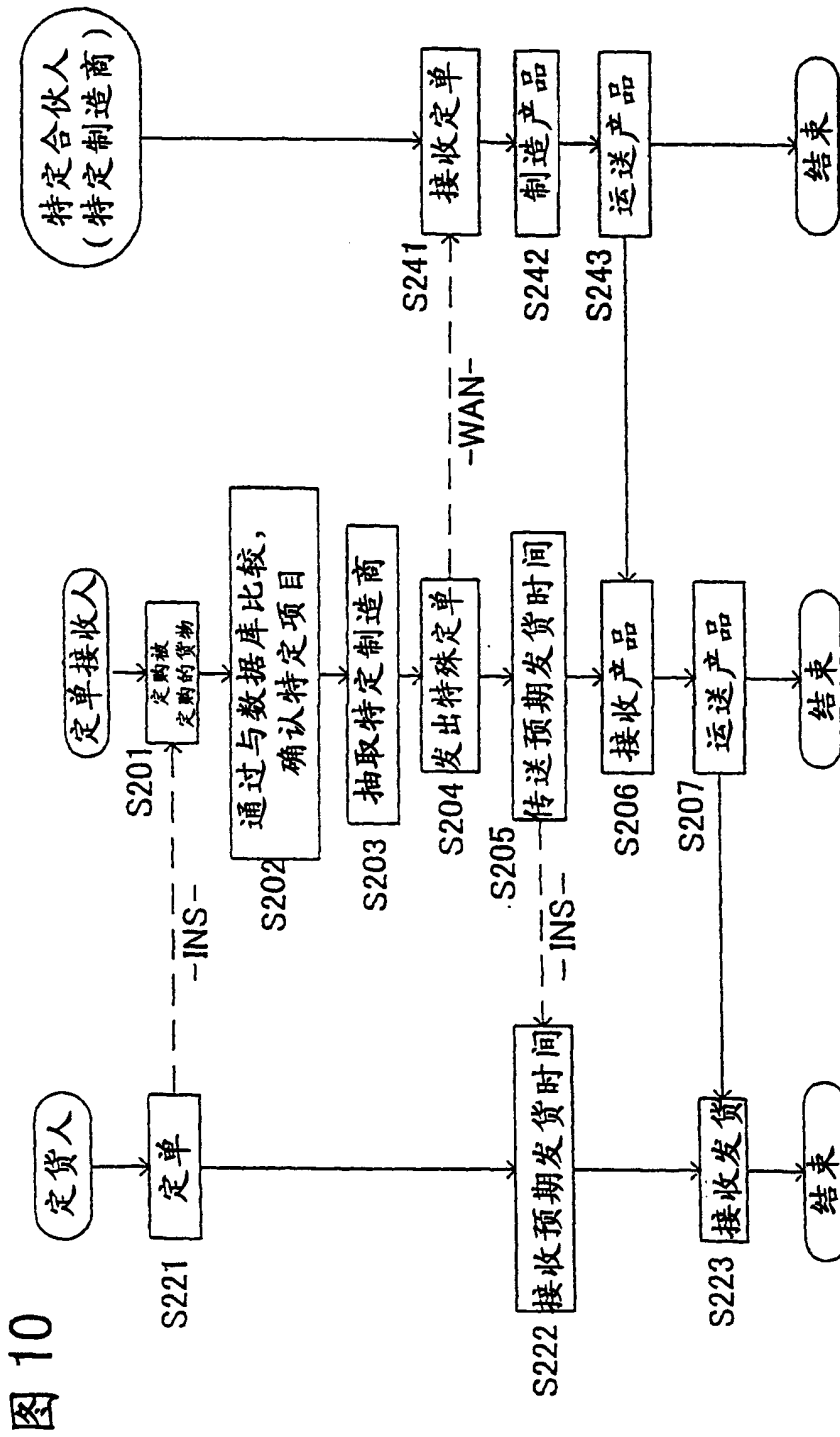 图 10
定货人
定单接收人
特定合伙人
(特定制造商)
S221
定单
-INS-
S201
定购被
定购的货物
S202
通过与数据库比较,
确认特定项目
S203
抽取特定制造商
S204
发出特殊定单
-WAN-
S241
接收定单
S222
接收预期发货时间
-INS-
S205
传送预期发货时间
S242
制造产品
S206
接收产品
S243
运送产品
S223
接收发货
S207
运送产品
结束
结束
结束